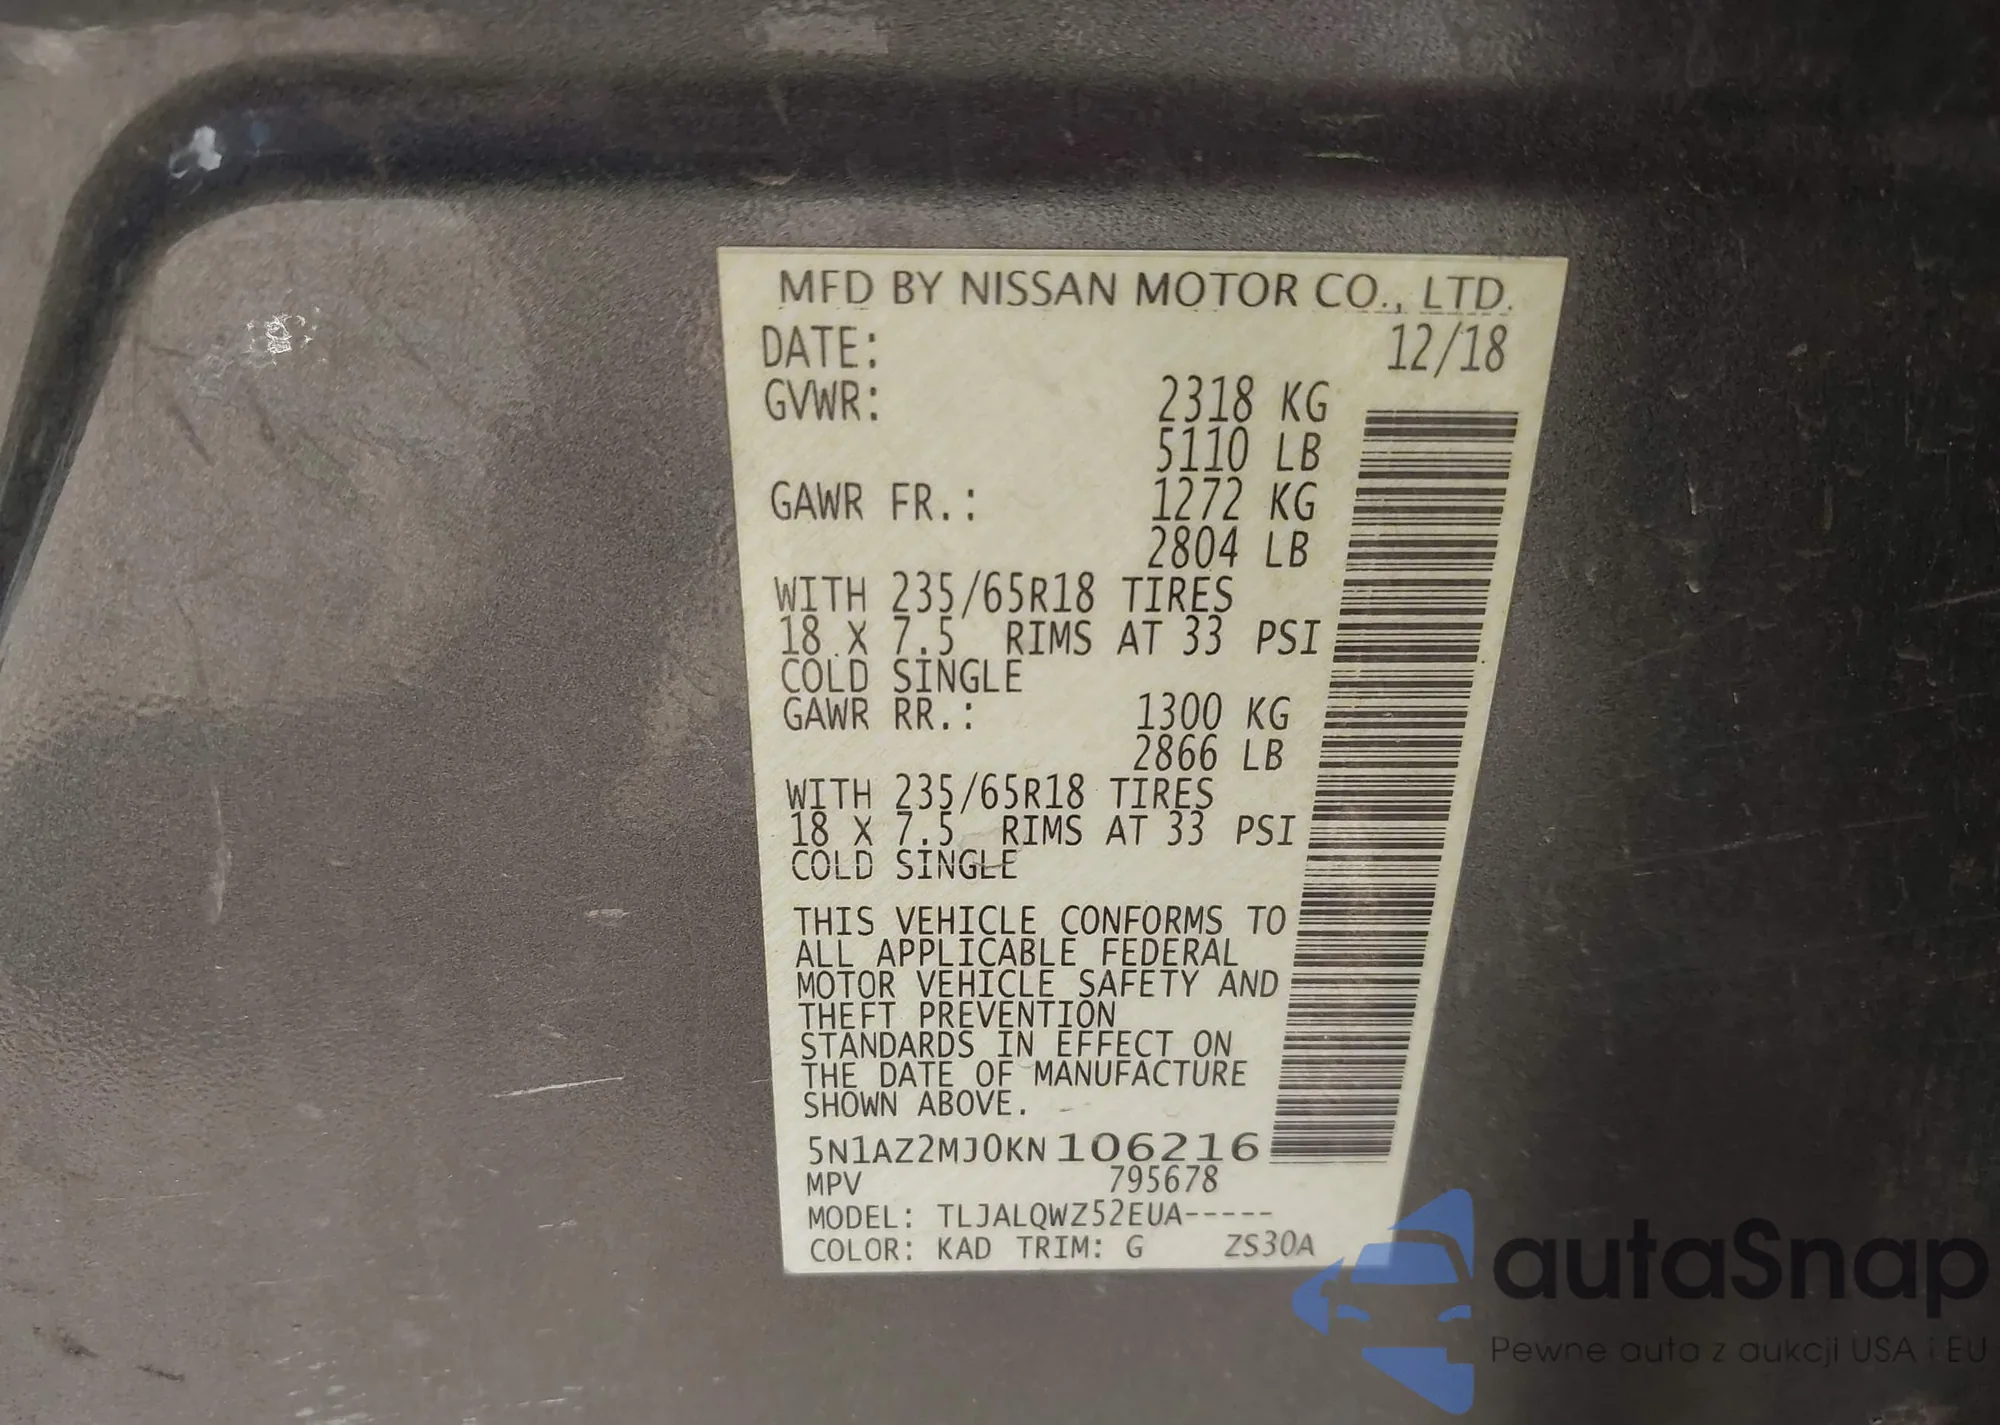 MFD BY NISSAN MOTOR CO., LTD.
DATE: 12/18
GVWR: 2318 KG
5110 LB
GAWR FR.: 1272 KG
2804 LB
WITH 235/65R18 TIRES
18 X 7.5 RIMS AT 33 PSI
COLD SINGLE
GAWR RR.: 1300 KG
2866 LB
WITH 235/65R18 TIRES
18 X 7.5 RIMS AT 33 PSI
COLD SINGLE
THIS VEHICLE CONFORMS TO
ALL APPLICABLE FEDERAL
MOTOR VEHICLE SAFETY AND
THEFT PREVENTION
STANDARDS IN EFFECT ON
THE DATE OF MANUFACTURE
SHOWN ABOVE.
5N1AZ2MJ0KN106216
MPV 795678
MODEL: TLJALQWZ52EUA-----
COLOR: KAD TRIM: G ZS30A
autaSnap
Pewne auta z aukcji USA i EU